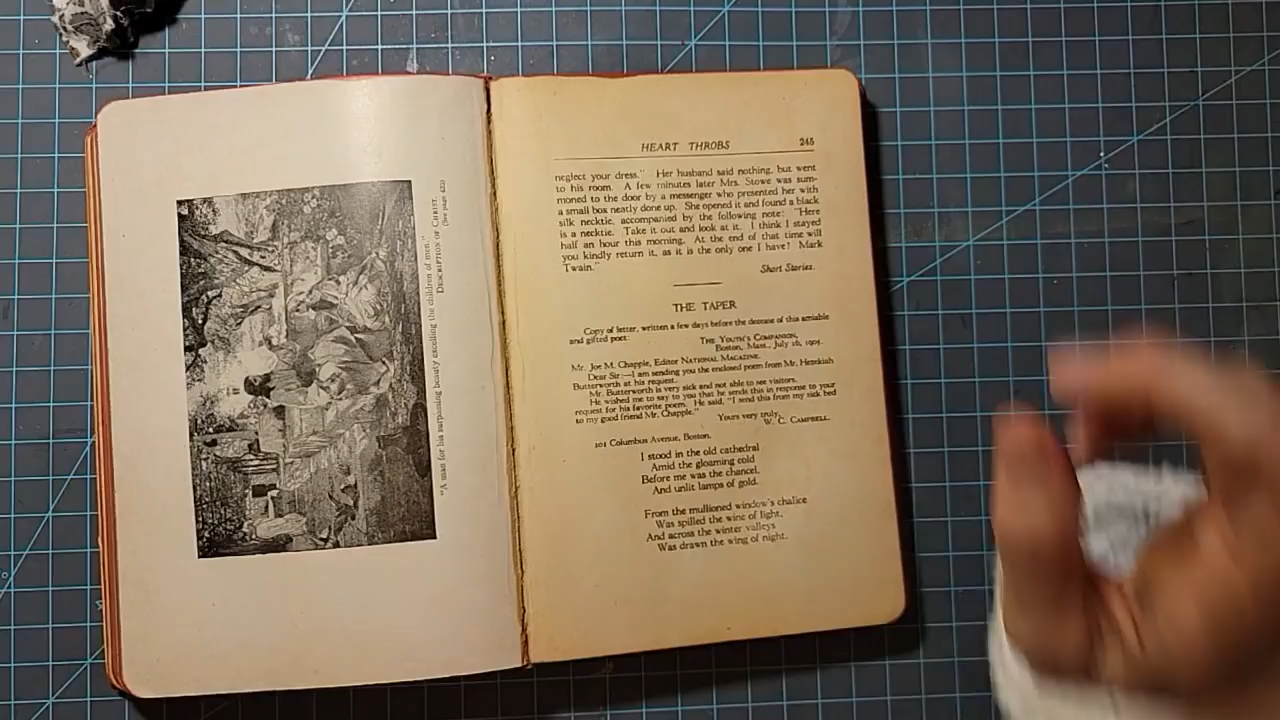 "A man for his surpassing beauty excelling the children of men."
DESCRIPTION OF CHRIST.
(See page 423)
HEART THROBS 245
neglect your dress." Her husband said nothing, but went
to his room. A few minutes later Mrs. Stowe was sum-
moned to the door by a messenger who presented her with
a small box neatly done up. She opened it and found a black
silk necktie, accompanied by the following note: "Here
is a necktie. Take it out and look at it. I think I stayed
half an hour this morning. At the end of that time will
you kindly return it, as it is the only one I have? Mark
Twain."
Short Stories.
THE TAPER
Copy of letter, written a few days before the decease of this amiable
and gifted poet:
THE YOUTH'S COMPANION,
Boston, Mass., July 16, 1905.
Mr. Joe M. Chapple, Editor NATIONAL MAGAZINE.
Dear Sir:—I am sending you the enclosed poem from Mr. Hezekiah
Butterworth at his request.
Mr. Butterworth is very sick and not able to see visitors.
He wished me to say to you that he sends this in response to your
request for his favorite poem. He said, "I send this from my sick bed
to my good friend Mr. Chapple."
Yours very truly,
W. C. CAMPBELL.
201 Columbus Avenue, Boston.
I stood in the old cathedral
Amid the gloaming cold
Before me was the chancel,
And unlit lamps of gold.
From the mullioned window's chalice
Was spilled the wine of light,
And across the winter valleys
Was drawn the wing of night.